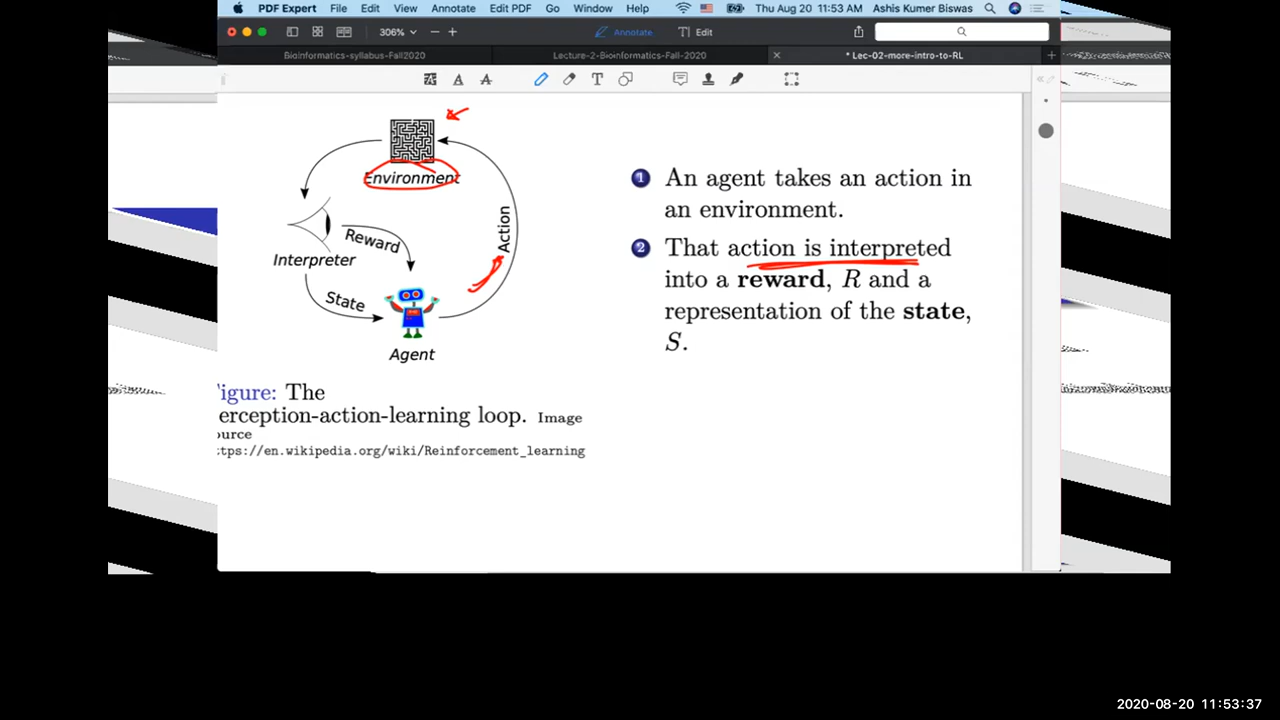 PDF Expert File Edit View Annotate Edit PDF Go Window Help Thu Aug 20 11:53 AM Ashis Kumer Biswas
306% Annotate Edit
Bioinformatics-syllabus-Fall2020 Lecture-2-Bionformatics-Fall-2020 * Lec-02-more-intro-to-RL
Environment
Interpreter
Reward
State
Action
Agent
igure: The
erception-action-learning loop. Image
ource
ttps://en.wikipedia.org/wiki/Reinforcement_learning
1 An agent takes an action in
an environment.
2 That action is interpreted
into a reward, R and a
representation of the state,
S.
2020-08-20 11:53:37